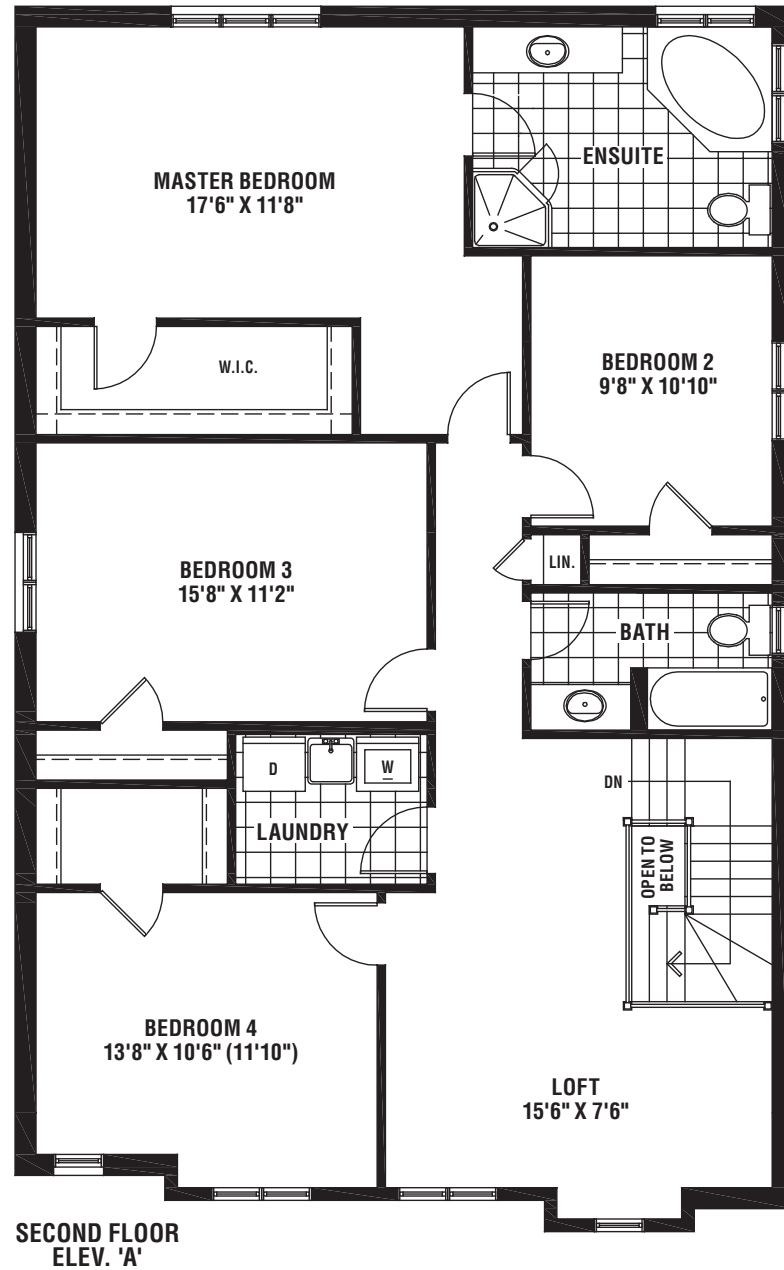 MASTER BEDROOM
17'6" X 11'8"
ENSUITE
W.I.C.
BEDROOM 2
9'8" X 10'10"
BEDROOM 3
15'8" X 11'2"
LIN.
BATH
D
W
LAUNDRY
DN
OPEN TO
BELOW
BEDROOM 4
13'8" X 10'6" (11'10")
LOFT
15'6" X 7'6"
SECOND FLOOR
ELEV. 'A'